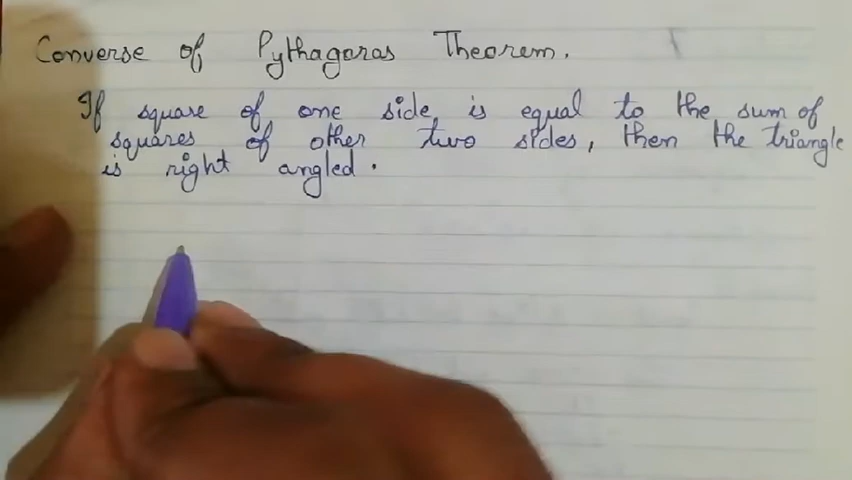 Converse of Pythagoras Theorem.
If square of one side is equal to the sum of
squares of other two sides, then the triangle
is right angled.